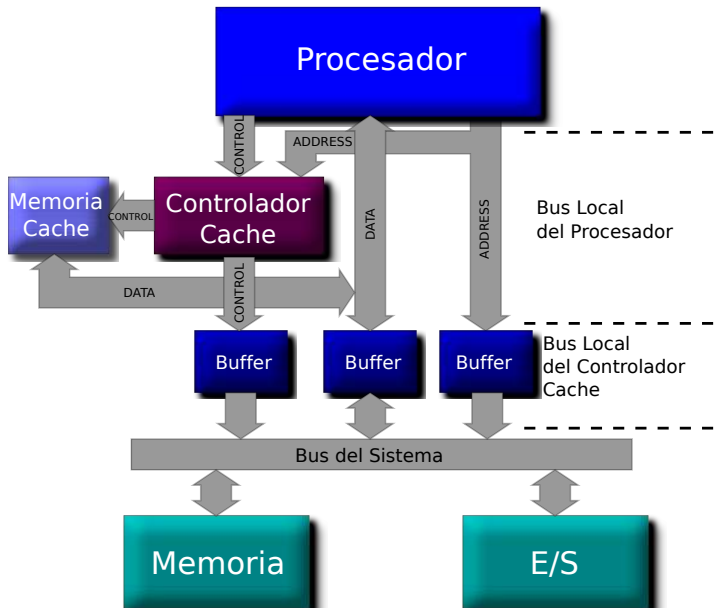 Procesador
CONTROL
ADDRESS
Memoria
Cache
CONTROL
Controlador
Cache
DATA
ADDRESS
Bus Local
del Procesador
DATA
CONTROL
Buffer
Buffer
Buffer
Bus Local
del Controlador
Cache
Bus del Sistema
Memoria
E/S